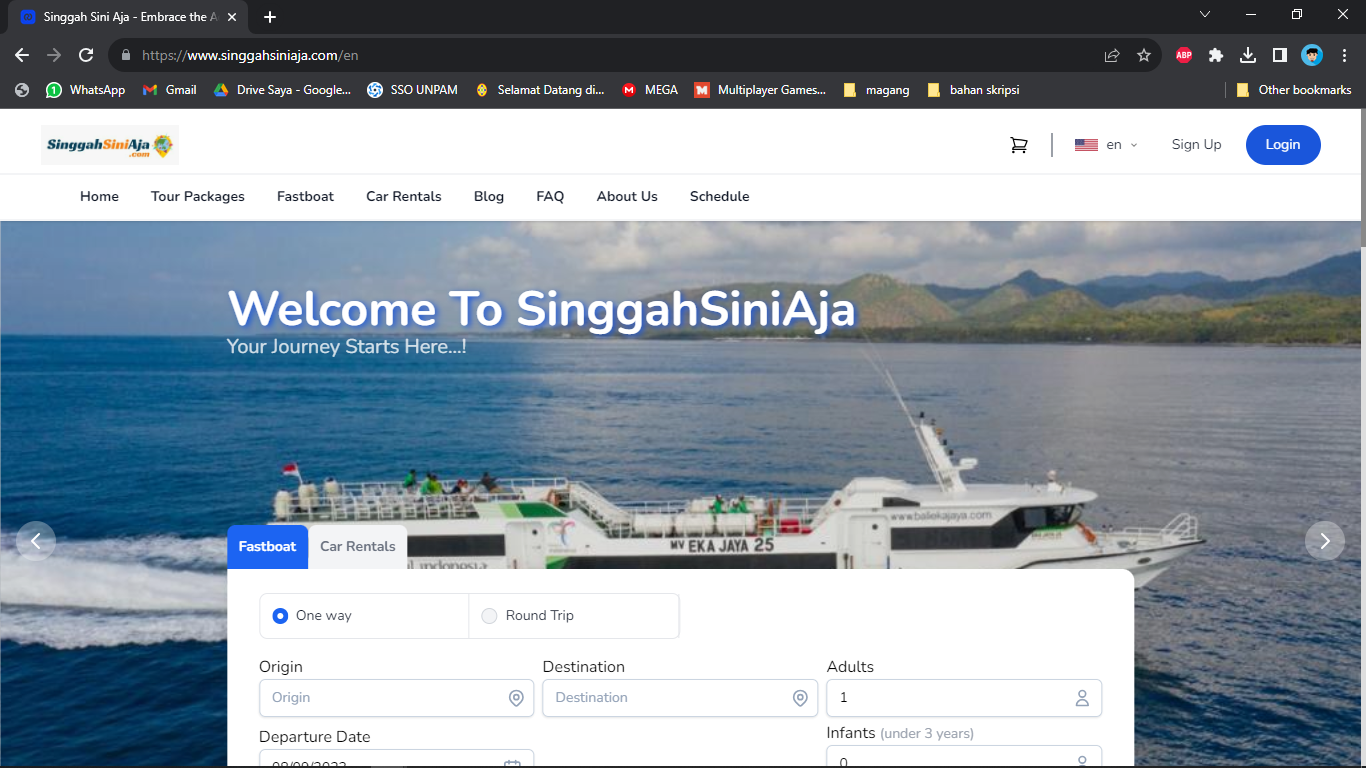 Singgah Sini Aja - Embrace the A
https://www.singgahsiniaja.com/en
ABP
WhatsApp
Gmail
Drive Saya - Google...
SSO UNPAM
Selamat Datang di...
MEGA
Multiplayer Games...
magang
bahan skripsi
Other bookmarks
SinggahSiniAja
.com
en
Sign Up
Login
Home
Tour Packages
Fastboat
Car Rentals
Blog
FAQ
About Us
Schedule
Welcome To SinggahSiniAja
Your Journey Starts Here...!
www.baliekajaya.com
MV EKA JAYA 25
Fastboat
Car Rentals
One way
Round Trip
Origin
Destination
Adults
Origin
Destination
1
Departure Date
Infants (under 3 years)
0